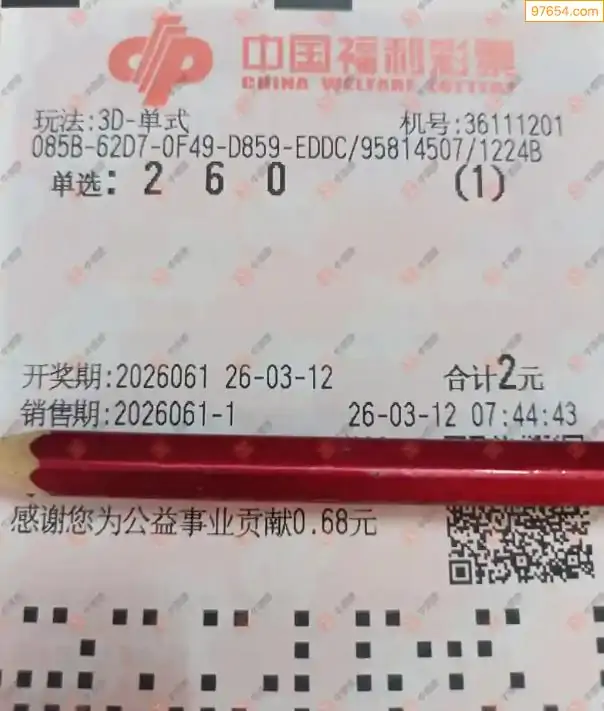 97654.com
中国福利彩票
CHINA WELFARE LOTTERY
玩法:3D-单式 机号:36111201
085B-62D7-0F49-D859-EDDC/95814507/1224B
单选: 2 6 0 (1)
开奖期:2026061 26-03-12 合计2元
销售期:2026061-1 26-03-12 07:44:43
感谢您为公益事业贡献0.68元